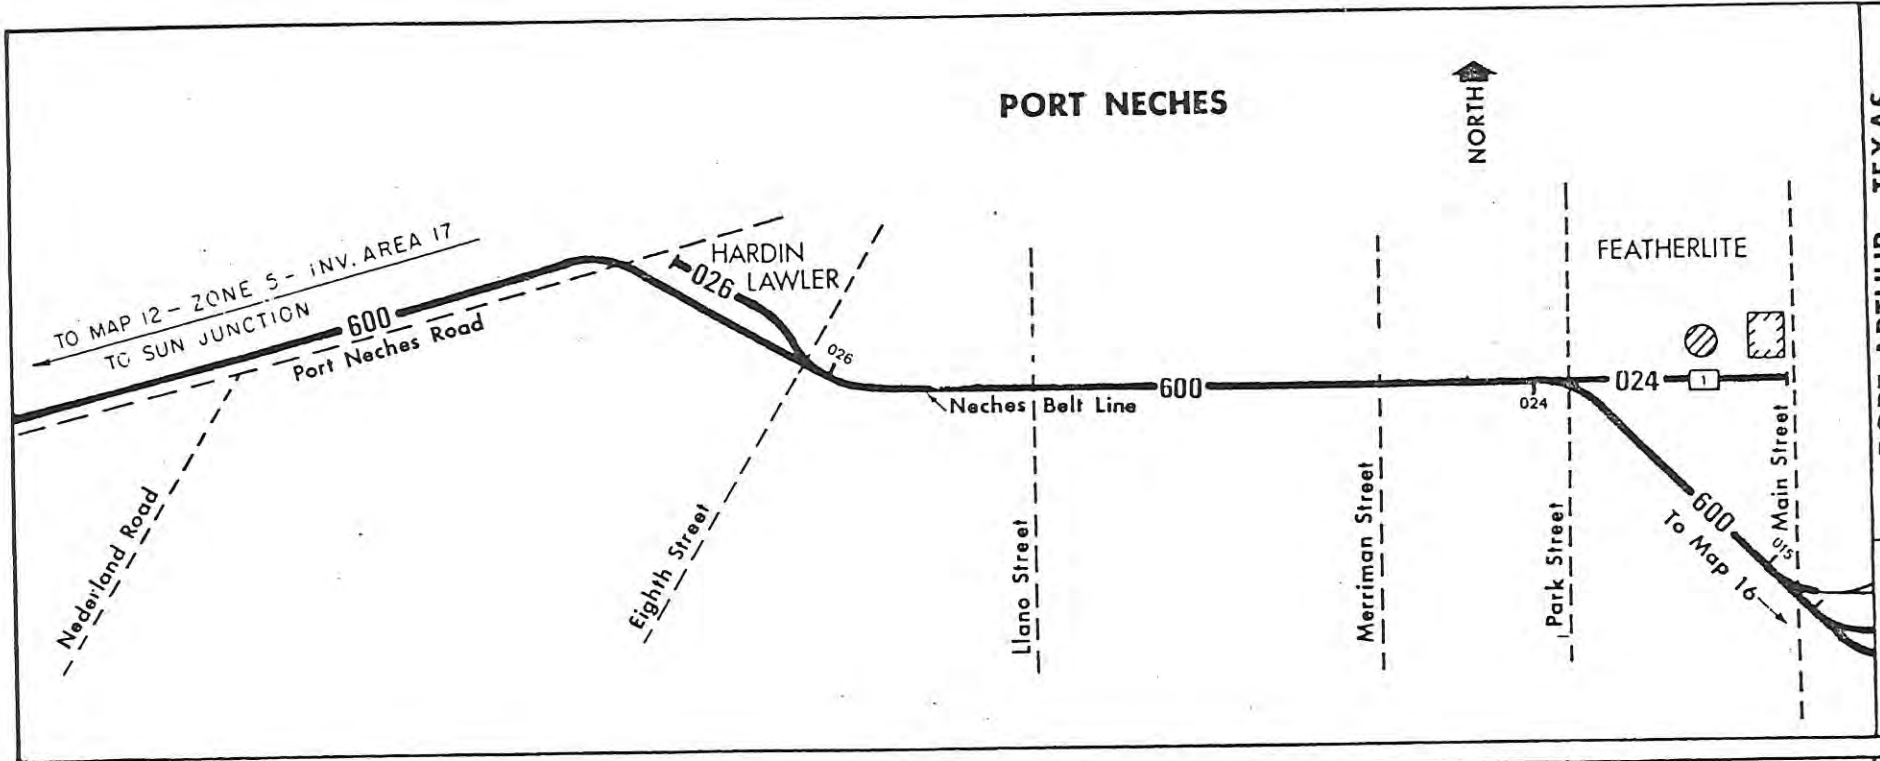 PORT NECHES
NORTH
TO MAP 12 - ZONE 5 - INV. AREA 17
TO SUN JUNCTION
600
Port Neches Road
HARDIN
LAWLER
026
026
FEATHERLITE
600
Neches Belt Line
024
1
024
Nederland Road
Eighth Street
Llano Street
Merriman Street
Park Street
Main Street
600
To Map 16
015
TEXAS